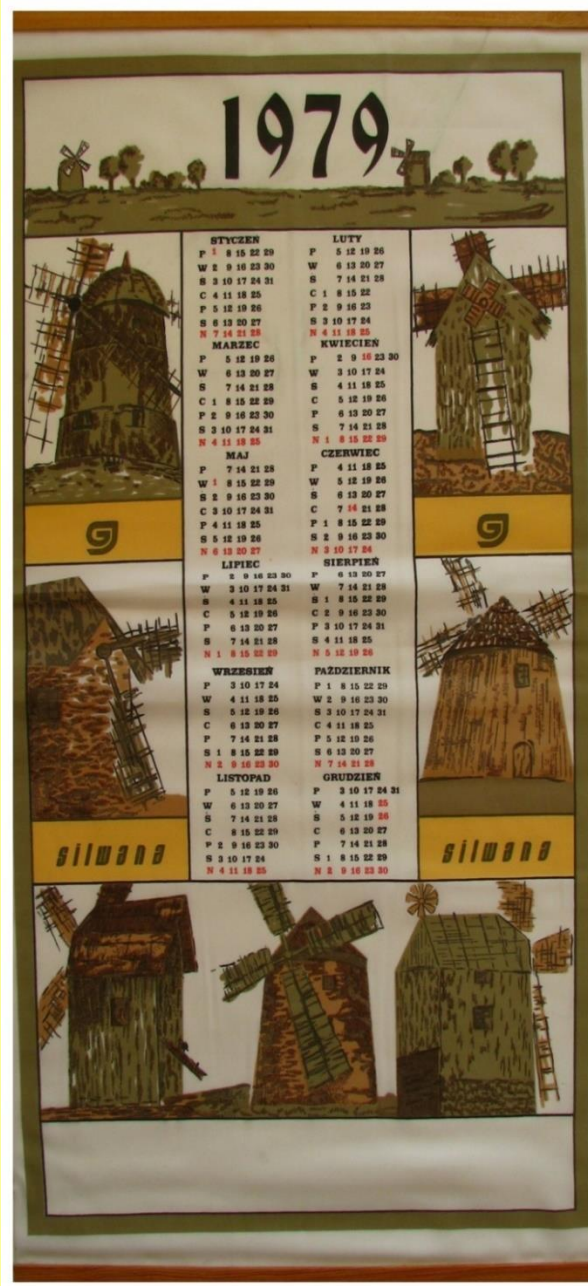 1979
STYCZEŃ
P 1 8 15 22 29
W 2 9 16 23 30
S 3 10 17 24 31
C 4 11 18 25
P 5 12 19 26
S 6 13 20 27
N 7 14 21 28
LUTY
P 5 12 19 26
W 6 13 20 27
S 7 14 21 28
C 1 8 15 22
P 2 9 16 23
S 3 10 17 24
N 4 11 18 25
MARZEC
P 5 12 19 26
W 6 13 20 27
S 7 14 21 28
C 1 8 15 22 29
P 2 9 16 23 30
S 3 10 17 24 31
N 4 11 18 25
KWIECIEŃ
P 2 9 16 23 30
W 3 10 17 24
S 4 11 18 25
C 5 12 19 26
P 6 13 20 27
S 7 14 21 28
N 1 8 15 22 29
MAJ
P 7 14 21 28
W 1 8 15 22 29
S 2 9 16 23 30
C 3 10 17 24 31
P 4 11 18 25
S 5 12 19 26
N 6 13 20 27
CZERWIEC
P 4 11 18 25
W 5 12 19 26
S 6 13 20 27
C 7 14 21 28
P 1 8 15 22 29
S 2 9 16 23 30
N 3 10 17 24
LIPIEC
P 2 9 16 23 30
W 3 10 17 24 31
S 4 11 18 25
C 5 12 19 26
P 6 13 20 27
S 7 14 21 28
N 1 8 15 22 29
SIERPIEŃ
P 6 13 20 27
W 7 14 21 28
S 1 8 15 22 29
C 2 9 16 23 30
P 3 10 17 24 31
S 4 11 18 25
N 5 12 19 26
WRZESIEŃ
P 3 10 17 24
W 4 11 18 25
S 5 12 19 26
C 6 13 20 27
P 7 14 21 28
S 1 8 15 22 29
N 2 9 16 23 30
PAŹDZIERNIK
P 1 8 15 22 29
W 2 9 16 23 30
S 3 10 17 24 31
C 4 11 18 25
P 5 12 19 26
S 6 13 20 27
N 7 14 21 28
LISTOPAD
P 5 12 19 26
W 6 13 20 27
S 7 14 21 28
C 8 15 22 29
P 2 9 16 23 30
S 3 10 17 24
N 4 11 18 25
GRUDZIEŃ
P 3 10 17 24 31
W 4 11 18 25
S 5 12 19 26
C 6 13 20 27
P 7 14 21 28
S 1 8 15 22 29
N 2 9 16 23 30
silwana
silwana